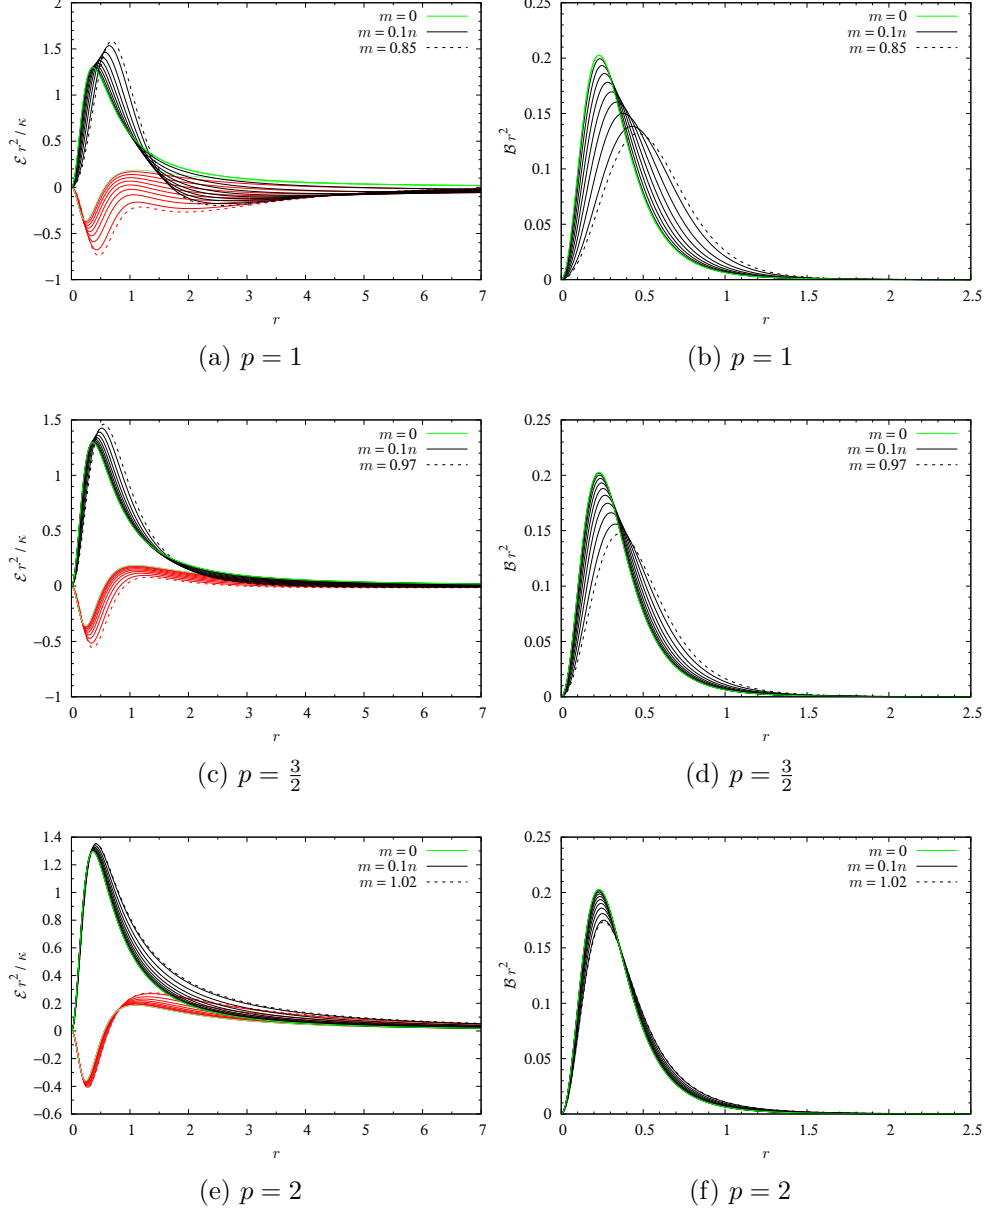 2
1.5
1
0.5
0
−0.5
−1
0 1 2 3 4 5 6 7
ℰ r² / κ
r
m = 0
m = 0.1n
m = 0.85
(a) p = 1
0.25
0.2
0.15
0.1
0.05
0
0 0.5 1 1.5 2 2.5
ℬ r²
r
m = 0
m = 0.1n
m = 0.85
(b) p = 1
1.5
1
0.5
0
−0.5
−1
0 1 2 3 4 5 6 7
ℰ r² / κ
r
m = 0
m = 0.1n
m = 0.97
(c) p = 3/2
0.25
0.2
0.15
0.1
0.05
0
0 0.5 1 1.5 2 2.5
ℬ r²
r
m = 0
m = 0.1n
m = 0.97
(d) p = 3/2
1.4
1.2
1
0.8
0.6
0.4
0.2
0
−0.2
−0.4
−0.6
0 1 2 3 4 5 6 7
ℰ r² / κ
r
m = 0
m = 0.1n
m = 1.02
(e) p = 2
0.25
0.2
0.15
0.1
0.05
0
0 0.5 1 1.5 2 2.5
ℬ r²
r
m = 0
m = 0.1n
m = 1.02
(f) p = 2